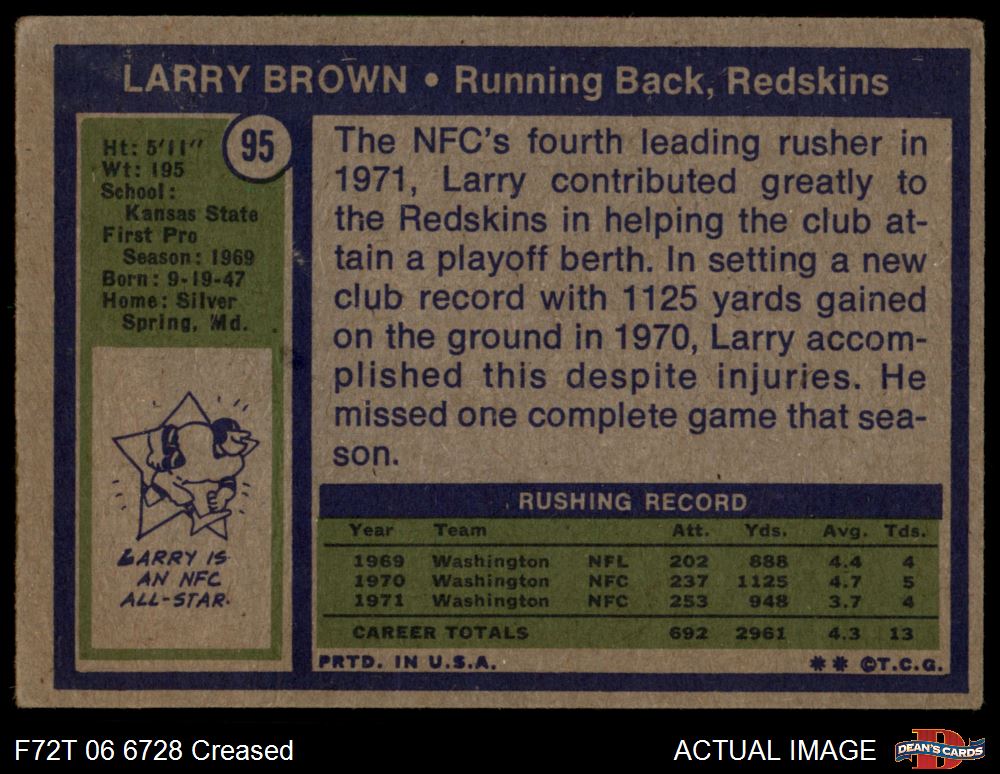 LARRY BROWN • Running Back, Redskins
95
Ht: 5'11"
Wt: 195
School:
Kansas State
First Pro
Season: 1969
Born: 9-19-47
Home: Silver
Spring, Md.
LARRY IS
AN NFC
ALL-STAR.
The NFC's fourth leading rusher in
1971, Larry contributed greatly to
the Redskins in helping the club at-
tain a playoff berth. In setting a new
club record with 1125 yards gained
on the ground in 1970, Larry accom-
plished this despite injuries. He
missed one complete game that sea-
son.
RUSHING RECORD
Year Team Att. Yds. Avg. Tds.
1969 Washington NFL 202 888 4.4 4
1970 Washington NFC 237 1125 4.7 5
1971 Washington NFC 253 948 3.7 4
CAREER TOTALS 692 2961 4.3 13
PRTD. IN U.S.A. ** ©T.C.G.
F72T 06 6728 Creased ACTUAL IMAGE
D
DEAN'S CARDS